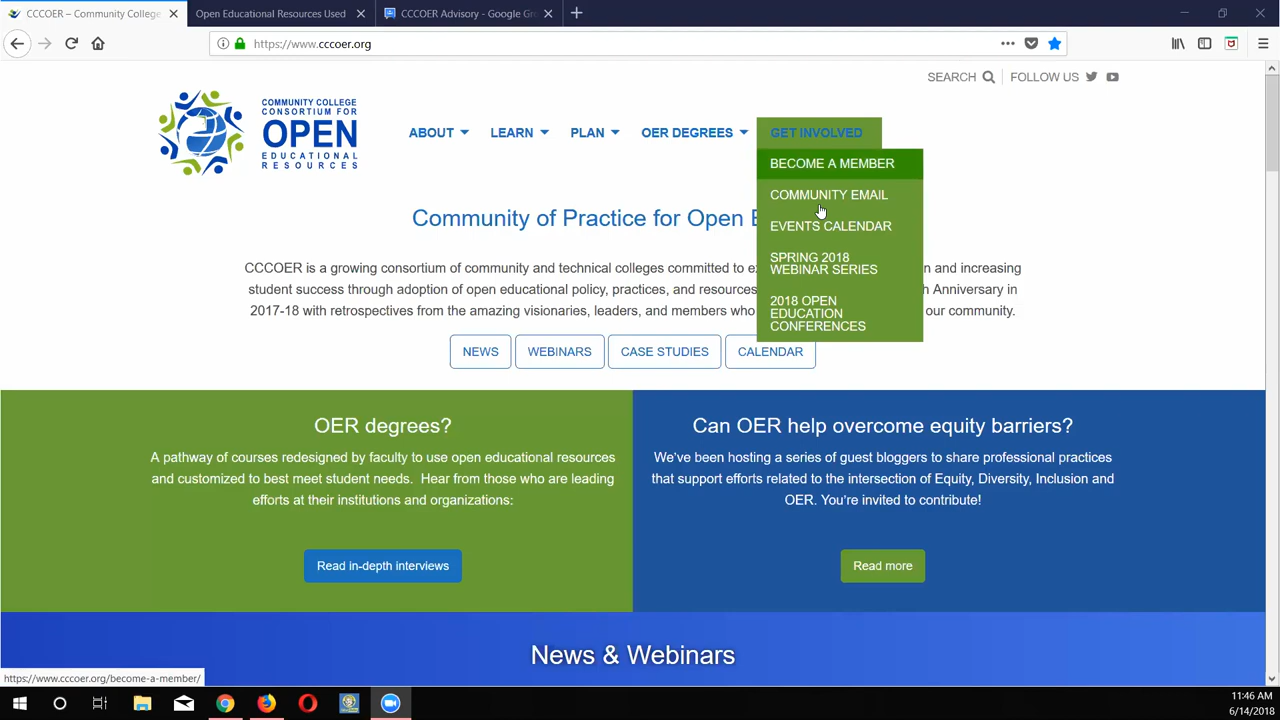 CCCOER – Community College
Open Educational Resources Used
CCCOER Advisory - Google Gr
https://www.cccoer.org
SEARCH
FOLLOW US
COMMUNITY COLLEGE
CONSORTIUM FOR
OPEN
EDUCATIONAL
RESOURCES
ABOUT LEARN PLAN OER DEGREES GET INVOLVED
BECOME A MEMBER
COMMUNITY EMAIL
EVENTS CALENDAR
SPRING 2018
WEBINAR SERIES
2018 OPEN
EDUCATION
CONFERENCES
Community of Practice for Open E
CCCOER is a growing consortium of community and technical colleges committed to e n and increasing
student success through adoption of open educational policy, practices, and resources h Anniversary in
2017-18 with retrospectives from the amazing visionaries, leaders, and members who our community.
NEWS WEBINARS CASE STUDIES CALENDAR
OER degrees?
A pathway of courses redesigned by faculty to use open educational resources
and customized to best meet student needs. Hear from those who are leading
efforts at their institutions and organizations:
Read in-depth interviews
Can OER help overcome equity barriers?
We've been hosting a series of guest bloggers to share professional practices
that support efforts related to the intersection of Equity, Diversity, Inclusion and
OER. You're invited to contribute!
Read more
News & Webinars
https://www.cccoer.org/become-a-member/
11:46 AM
6/14/2018